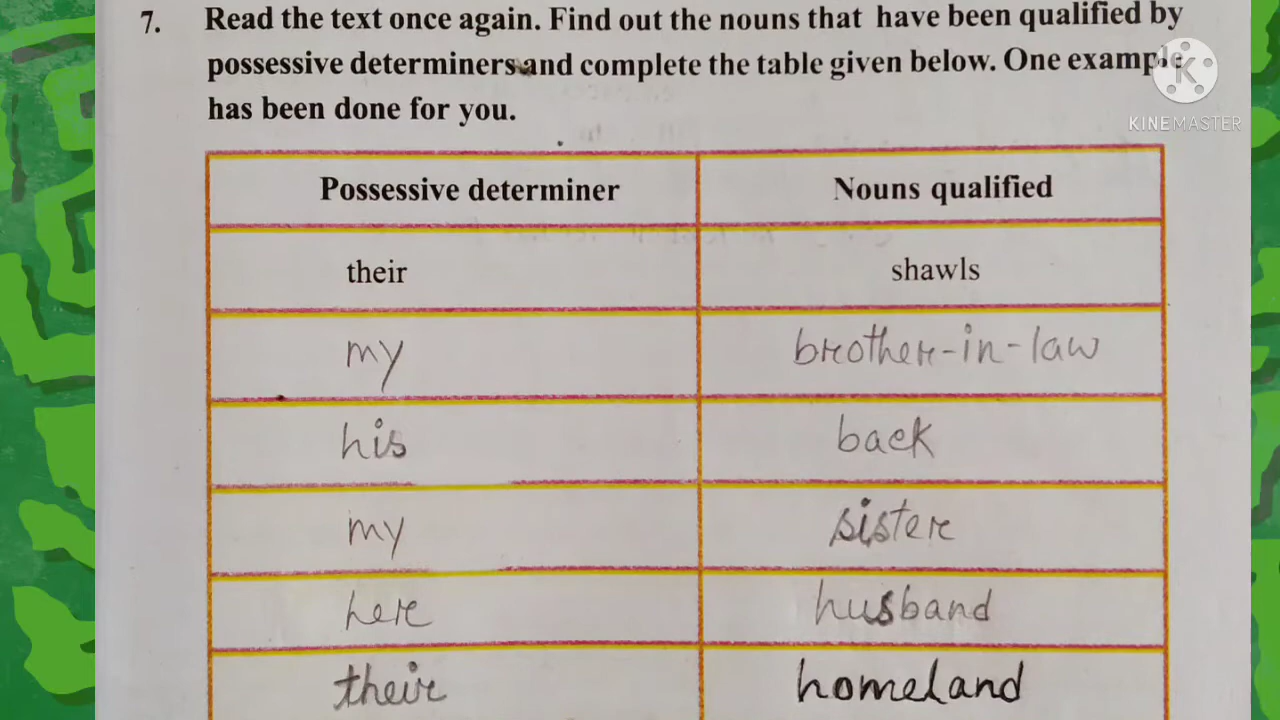 7. Read the text once again. Find out the nouns that have been qualified by
possessive determiners and complete the table given below. One example
has been done for you.
KINEMASTER
Possessive determiner Nouns qualified
their shawls
my brother-in-law
his back
my sister
her husband
their homeland